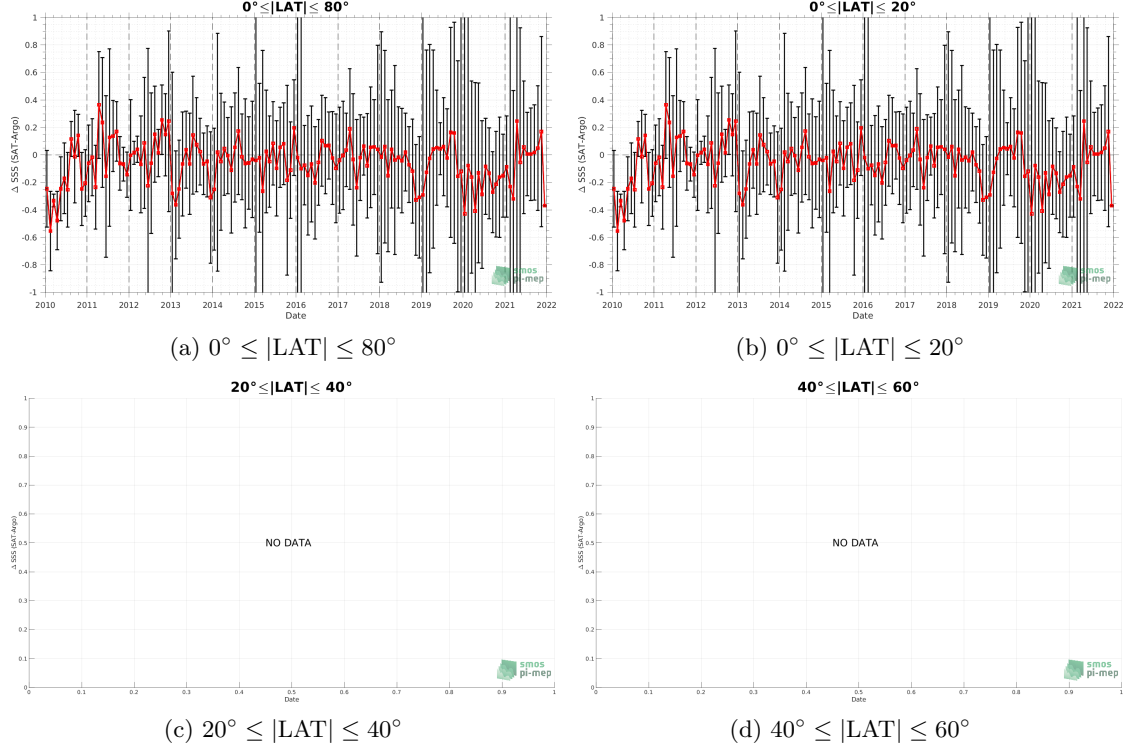 0°≤|LAT|≤ 80°
1
0.8
0.6
0.4
0.2
0
-0.2
-0.4
-0.6
-0.8
-1
Δ SSS (SAT-Argo)
2010 2011 2012 2013 2014 2015 2016 2017 2018 2019 2020 2021 2022
Date
smos
pi-mep
(a) 0° ≤ |LAT| ≤ 80°
0°≤|LAT|≤ 20°
1
0.8
0.6
0.4
0.2
0
-0.2
-0.4
-0.6
-0.8
-1
Δ SSS (SAT-Argo)
2010 2011 2012 2013 2014 2015 2016 2017 2018 2019 2020 2021 2022
Date
smos
pi-mep
(b) 0° ≤ |LAT| ≤ 20°
20°≤|LAT|≤ 40°
1
0.9
0.8
0.7
0.6
0.5
0.4
0.3
0.2
0.1
0
Δ SSS (SAT-Argo)
NO DATA
0 0.1 0.2 0.3 0.4 0.5 0.6 0.7 0.8 0.9 1
Date
smos
pi-mep
(c) 20° ≤ |LAT| ≤ 40°
40°≤|LAT|≤ 60°
1
0.9
0.8
0.7
0.6
0.5
0.4
0.3
0.2
0.1
0
Δ SSS (SAT-Argo)
NO DATA
0 0.1 0.2 0.3 0.4 0.5 0.6 0.7 0.8 0.9 1
Date
smos
pi-mep
(d) 40° ≤ |LAT| ≤ 60°